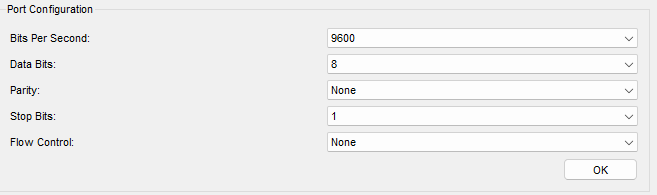 Port Configuration
Bits Per Second: 9600
Data Bits: 8
Parity: None
Stop Bits: 1
Flow Control: None
OK